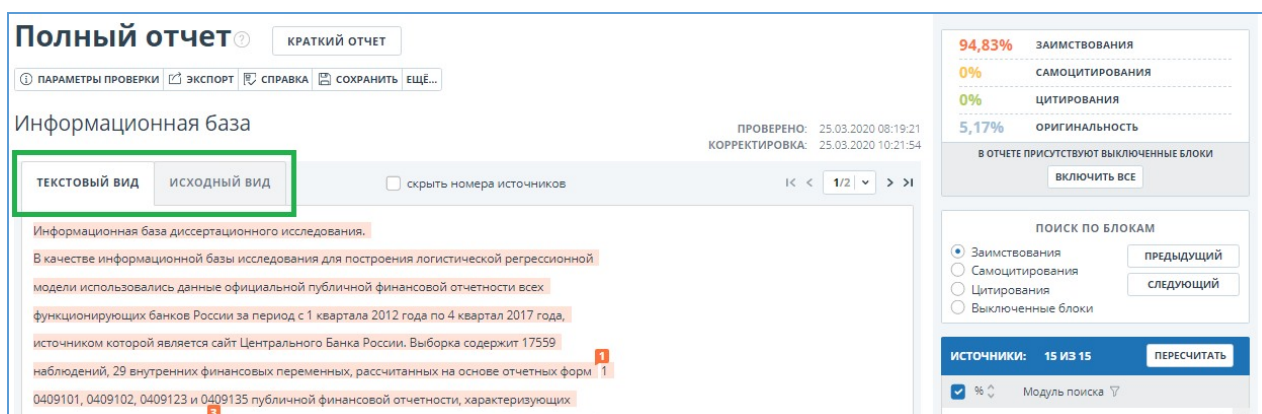 Полный отчет ?
КРАТКИЙ ОТЧЕТ
ПАРАМЕТРЫ ПРОВЕРКИ ЭКСПОРТ СПРАВКА СОХРАНИТЬ ЕЩЁ...
Информационная база
ПРОВЕРЕНО: 25.03.2020 08:19:21
КОРРЕКТИРОВКА: 25.03.2020 10:21:54
ТЕКСТОВЫЙ ВИД ИСХОДНЫЙ ВИД скрыть номера источников 1/2
Информационная база диссертационного исследования.
В качестве информационной базы исследования для построения логистической регрессионной
модели использовались данные официальной публичной финансовой отчетности всех
функционирующих банков России за период с 1 квартала 2012 года по 4 квартал 2017 года,
источником которой является сайт Центрального Банка России. Выборка содержит 17559
1
наблюдений, 29 внутренних финансовых переменных, рассчитанных на основе отчетных форм 1
0409101, 0409102, 0409123 и 0409135 публичной финансовой отчетности, характеризующих
3
94,83% ЗАИМСТВОВАНИЯ
0% САМОЦИТИРОВАНИЯ
0% ЦИТИРОВАНИЯ
5,17% ОРИГИНАЛЬНОСТЬ
В ОТЧЕТЕ ПРИСУТСТВУЮТ ВЫКЛЮЧЕННЫЕ БЛОКИ
ВКЛЮЧИТЬ ВСЕ
ПОИСК ПО БЛОКАМ
Заимствования
Самоцитирования
Цитирования
Выключенные блоки
ПРЕДЫДУЩИЙ
СЛЕДУЮЩИЙ
ИСТОЧНИКИ: 15 ИЗ 15 ПЕРЕСЧИТАТЬ
% Модуль поиска